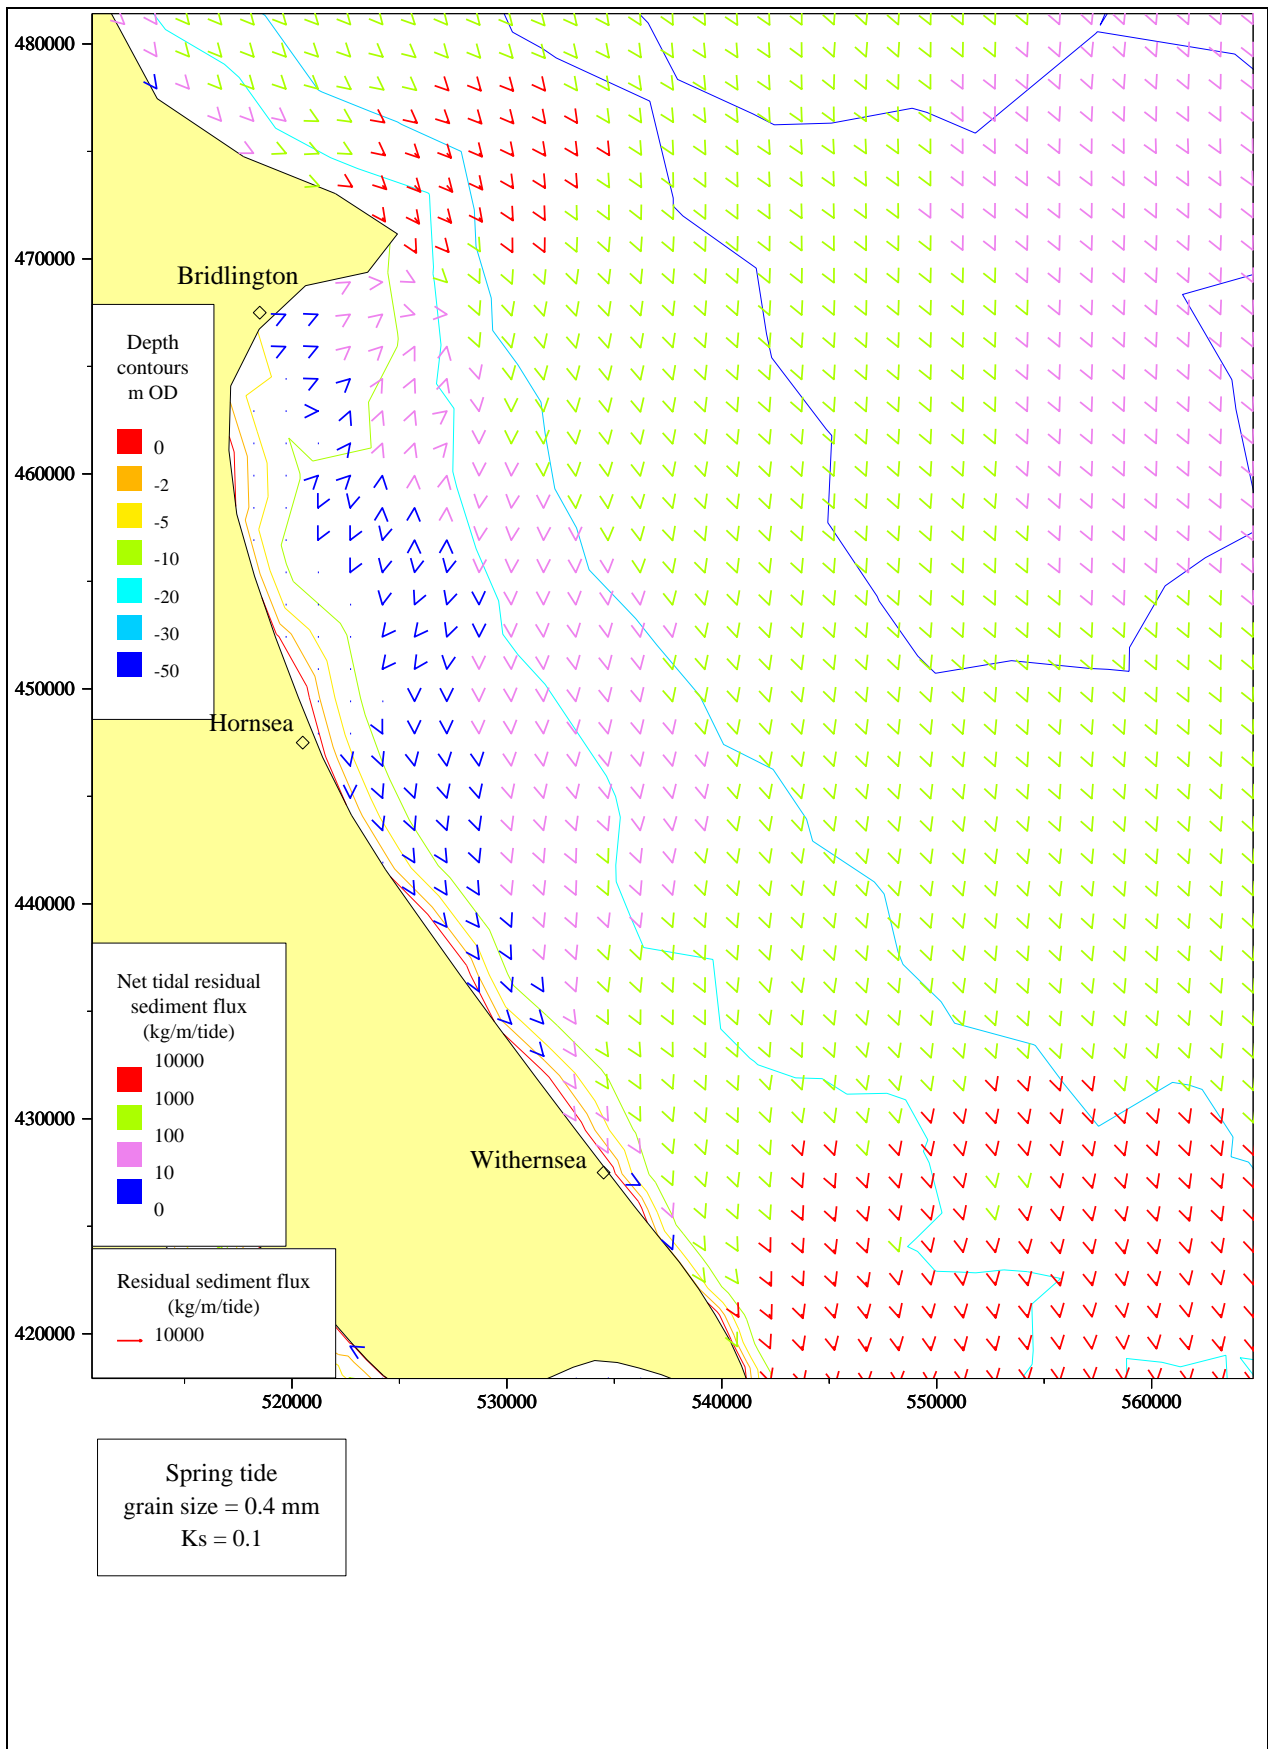 480000
470000
Bridlington
Depth
contours
m OD
0
-2
-5
-10
-20
-30
-50
460000
450000
Hornsea
440000
Net tidal residual
sediment flux
(kg/m/tide)
10000
1000
100
10
0
430000
Withernsea
Residual sediment flux
(kg/m/tide)
10000
420000
520000 530000 540000 550000 560000
Spring tide
grain size = 0.4 mm
Ks = 0.1